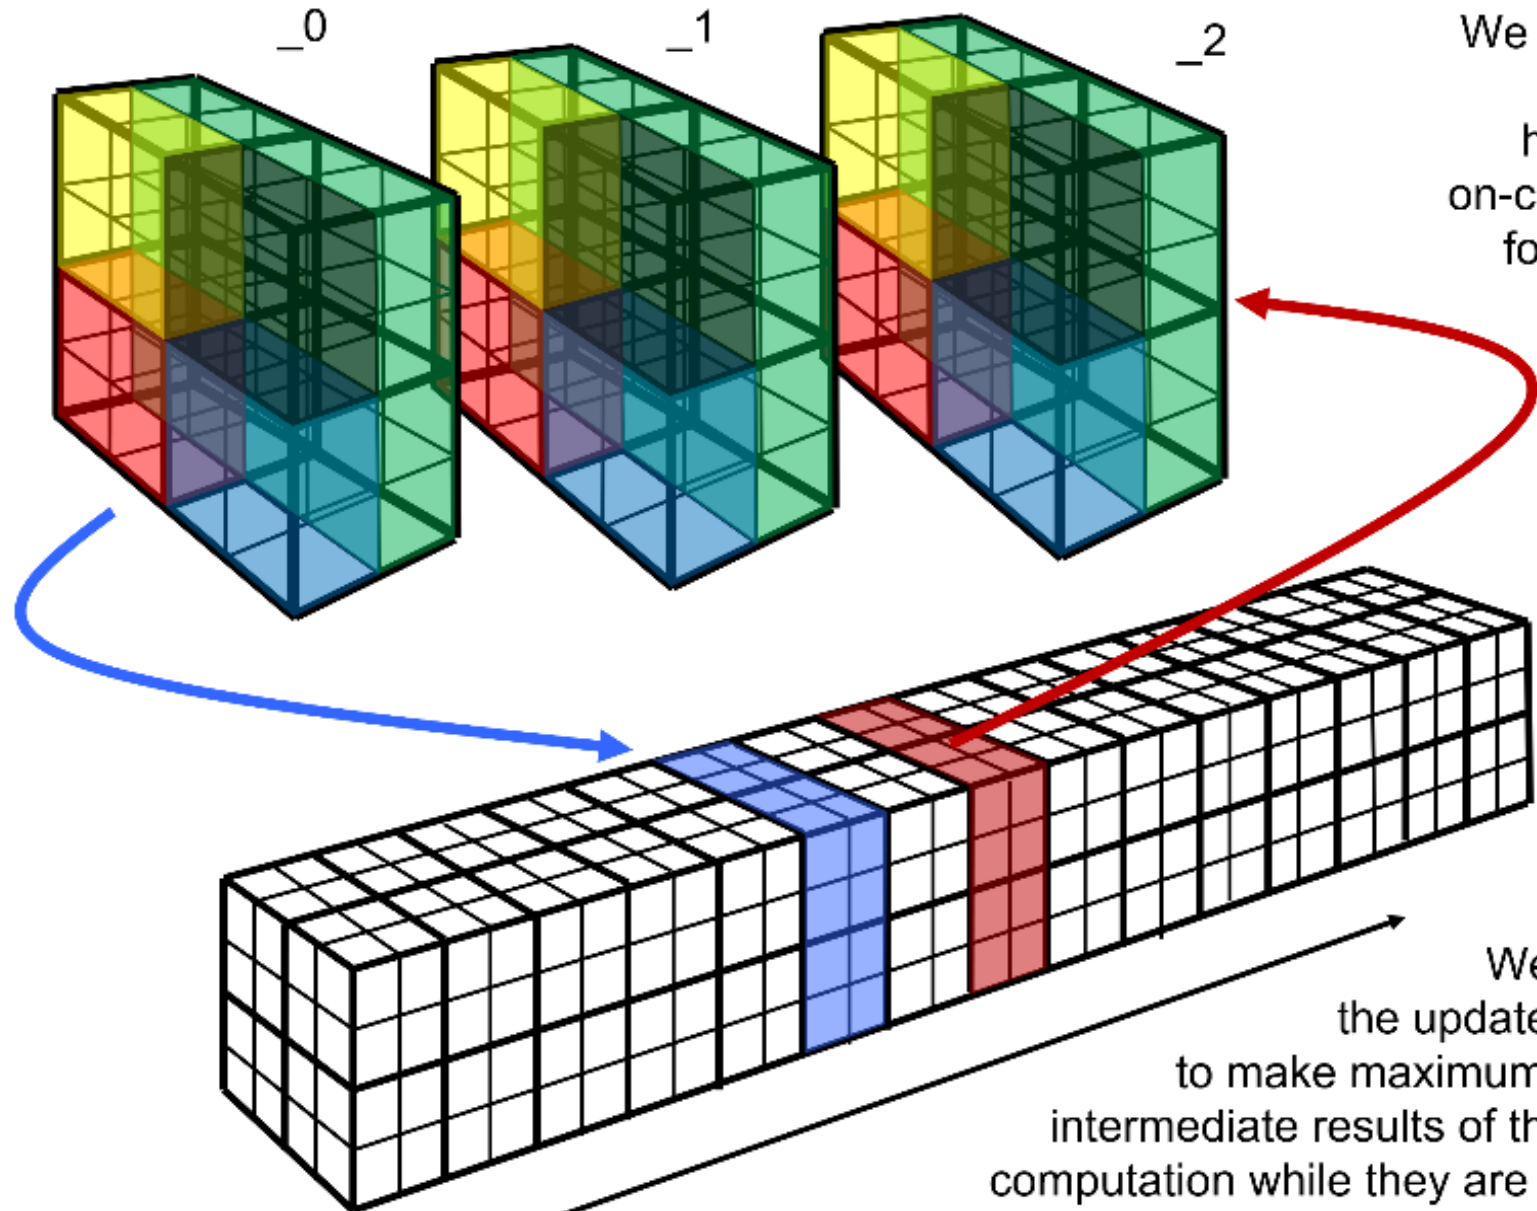 _0
_1
_2
We
h
on-c
fo
We
the update
to make maximum
intermediate results of th
computation while they are